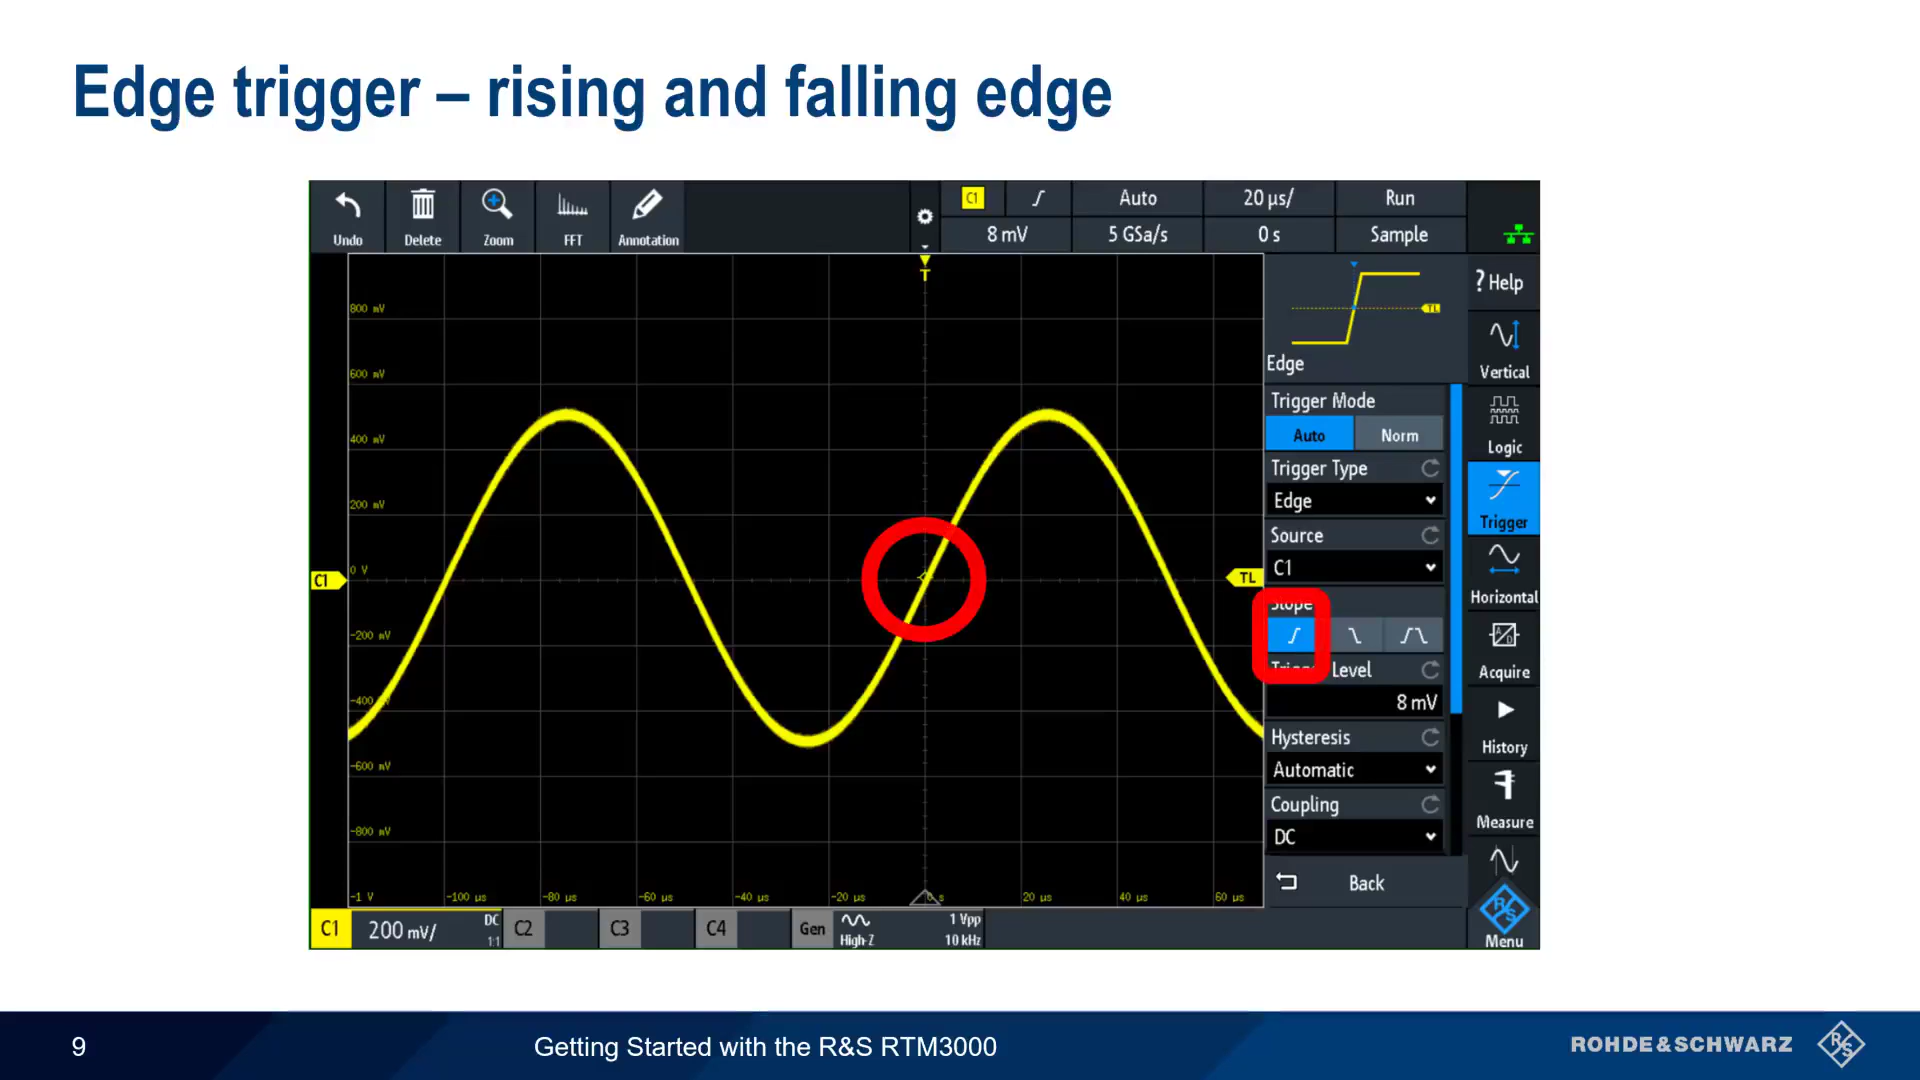 Edge trigger – rising and falling edge
Undo
Delete
Zoom
FFT
Annotation
C1
Auto
20 µs/
Run
8 mV
5 GSa/s
0 s
Sample
T
800 mV
600 mV
400 mV
200 mV
0 V
-200 mV
-400
-600 mV
-800 mV
-1 V
-100 µs
-80 µs
-60 µs
-40 µs
-20 µs
0 s
20 µs
40 µs
60 µs
C1
TL
TL
Edge
Trigger Mode
Auto
Norm
Trigger Type
Edge
Source
C1
Slope
Trigger Level
8 mV
Hysteresis
Automatic
Coupling
DC
Back
? Help
Vertical
Logic
Trigger
Horizontal
A/D
Acquire
History
Measure
R&S
Menu
C1
200 mV/
DC
1:1
C2
C3
C4
Gen
High-Z
1 Vpp
10 kHz
9
Getting Started with the R&S RTM3000
ROHDE & SCHWARZ
R&S